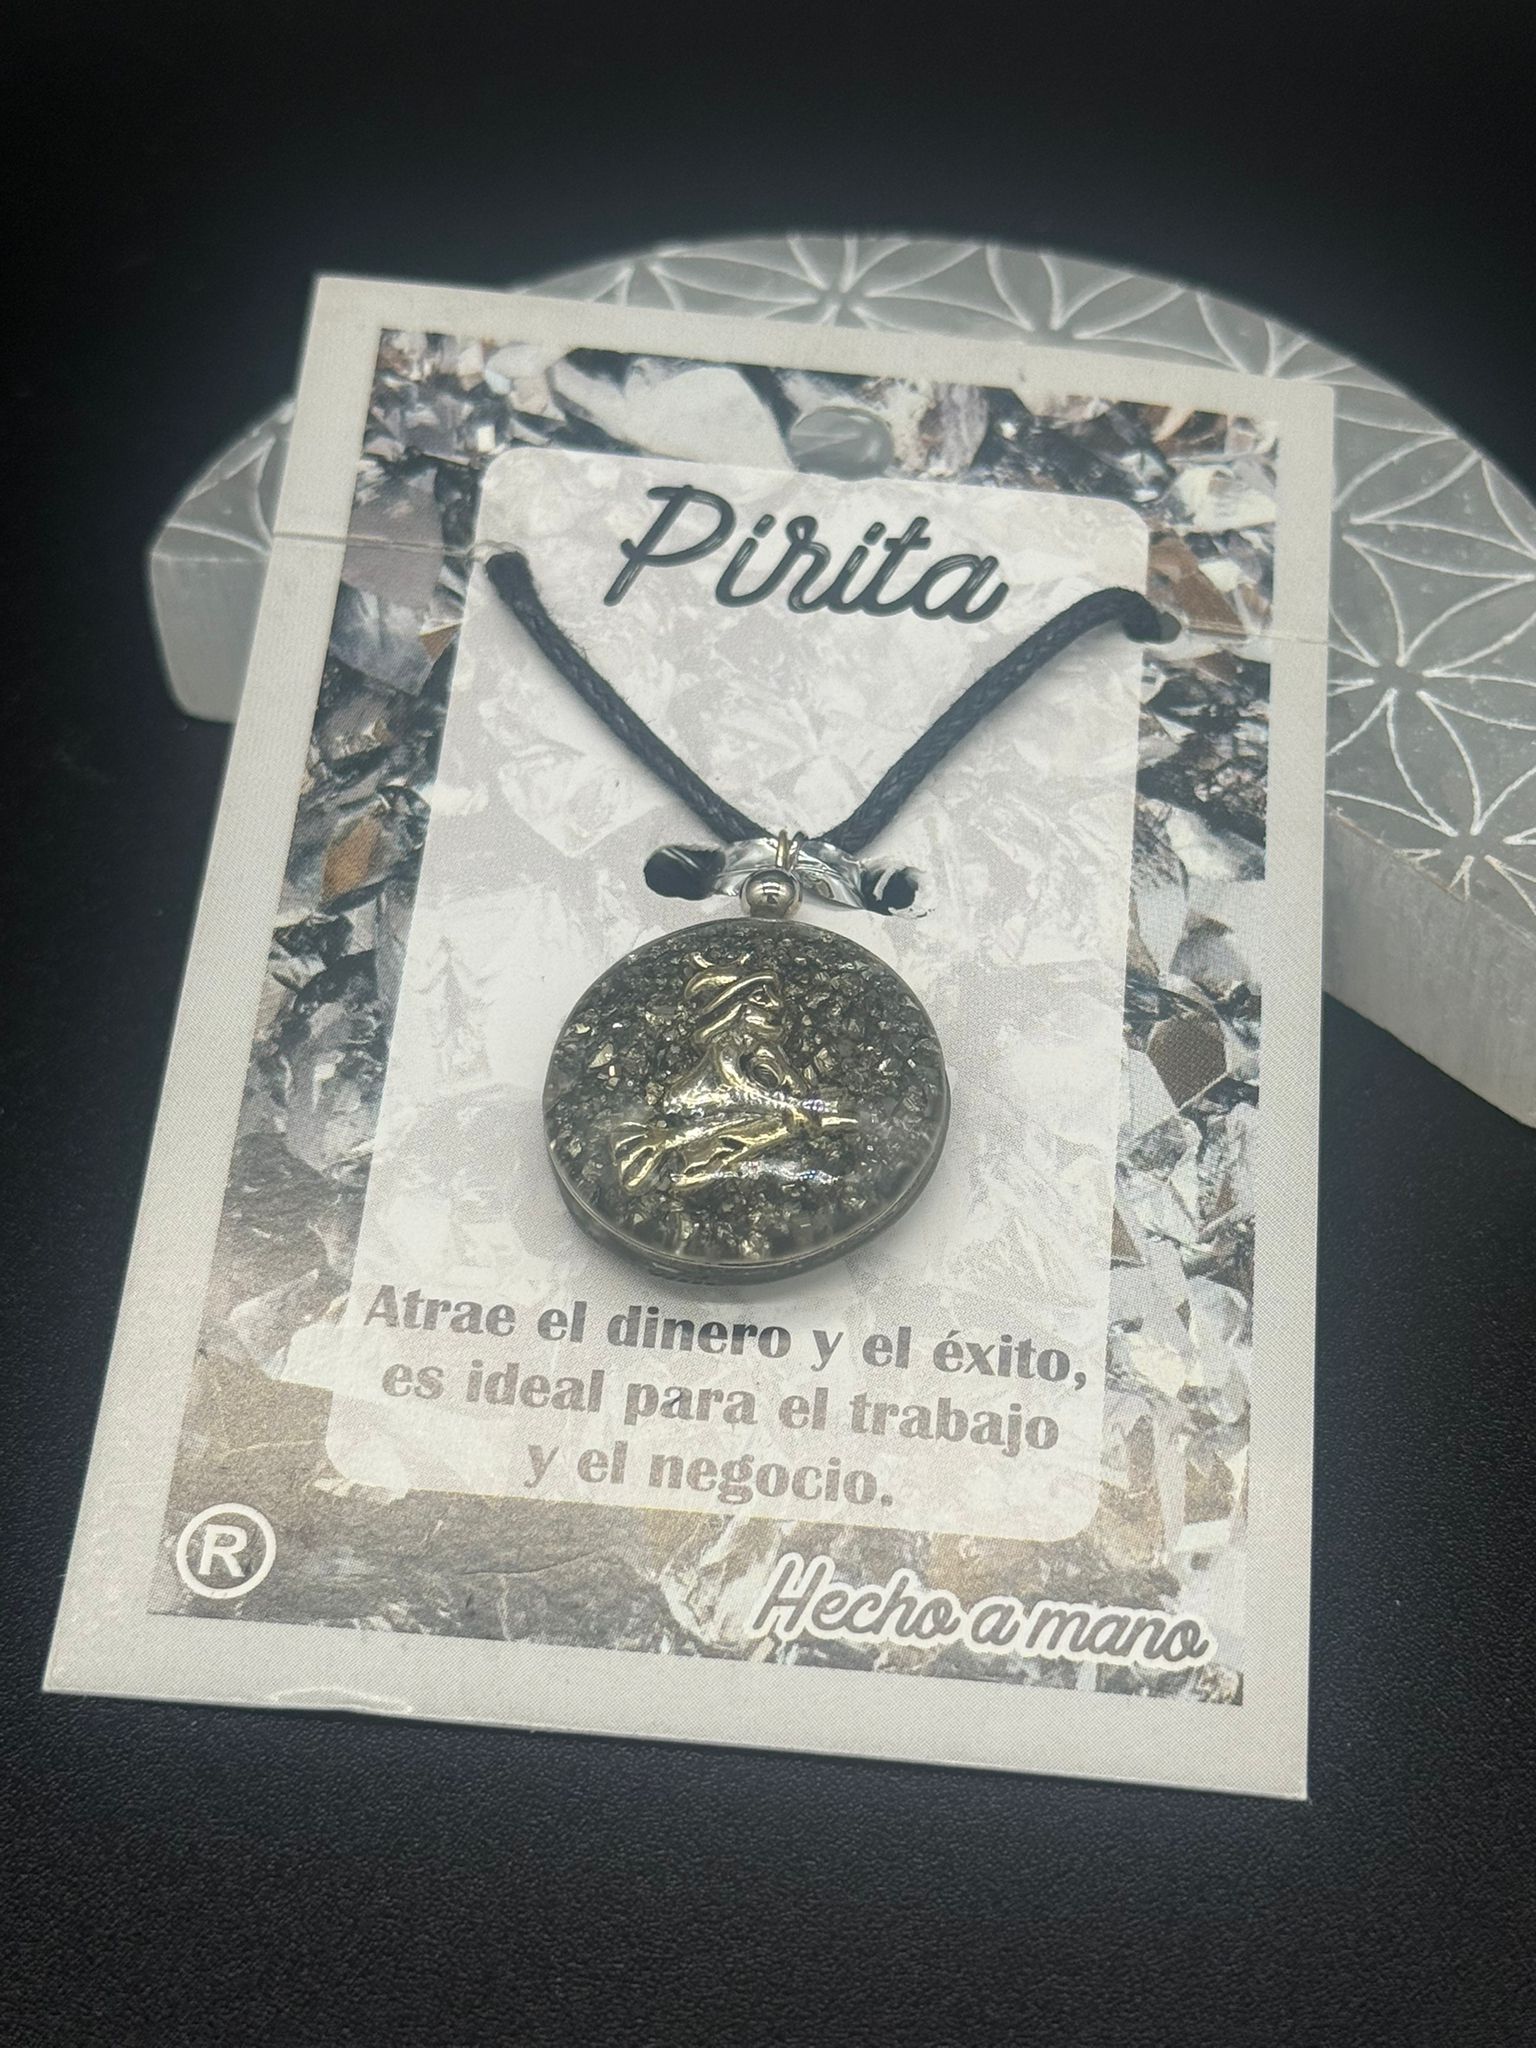 Pirita
Atrae el dinero y el éxito,
es ideal para el trabajo
y el negocio.
®
Hecho a mano